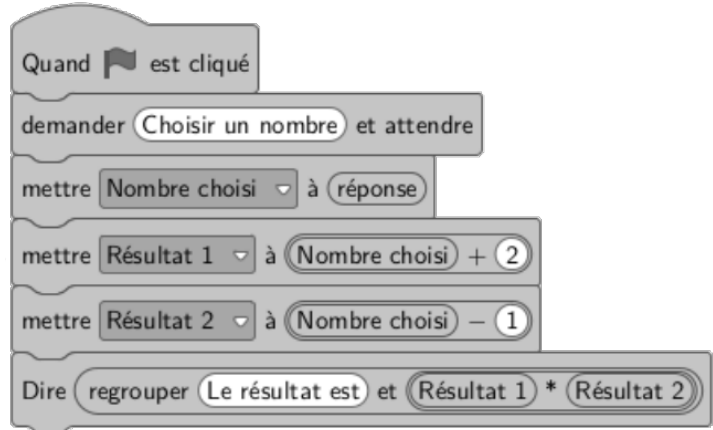 Quand est cliqué
demander Choisir un nombre et attendre
mettre Nombre choisi à réponse
mettre Résultat 1 à Nombre choisi + 2
mettre Résultat 2 à Nombre choisi − 1
Dire regrouper Le résultat est et Résultat 1 * Résultat 2